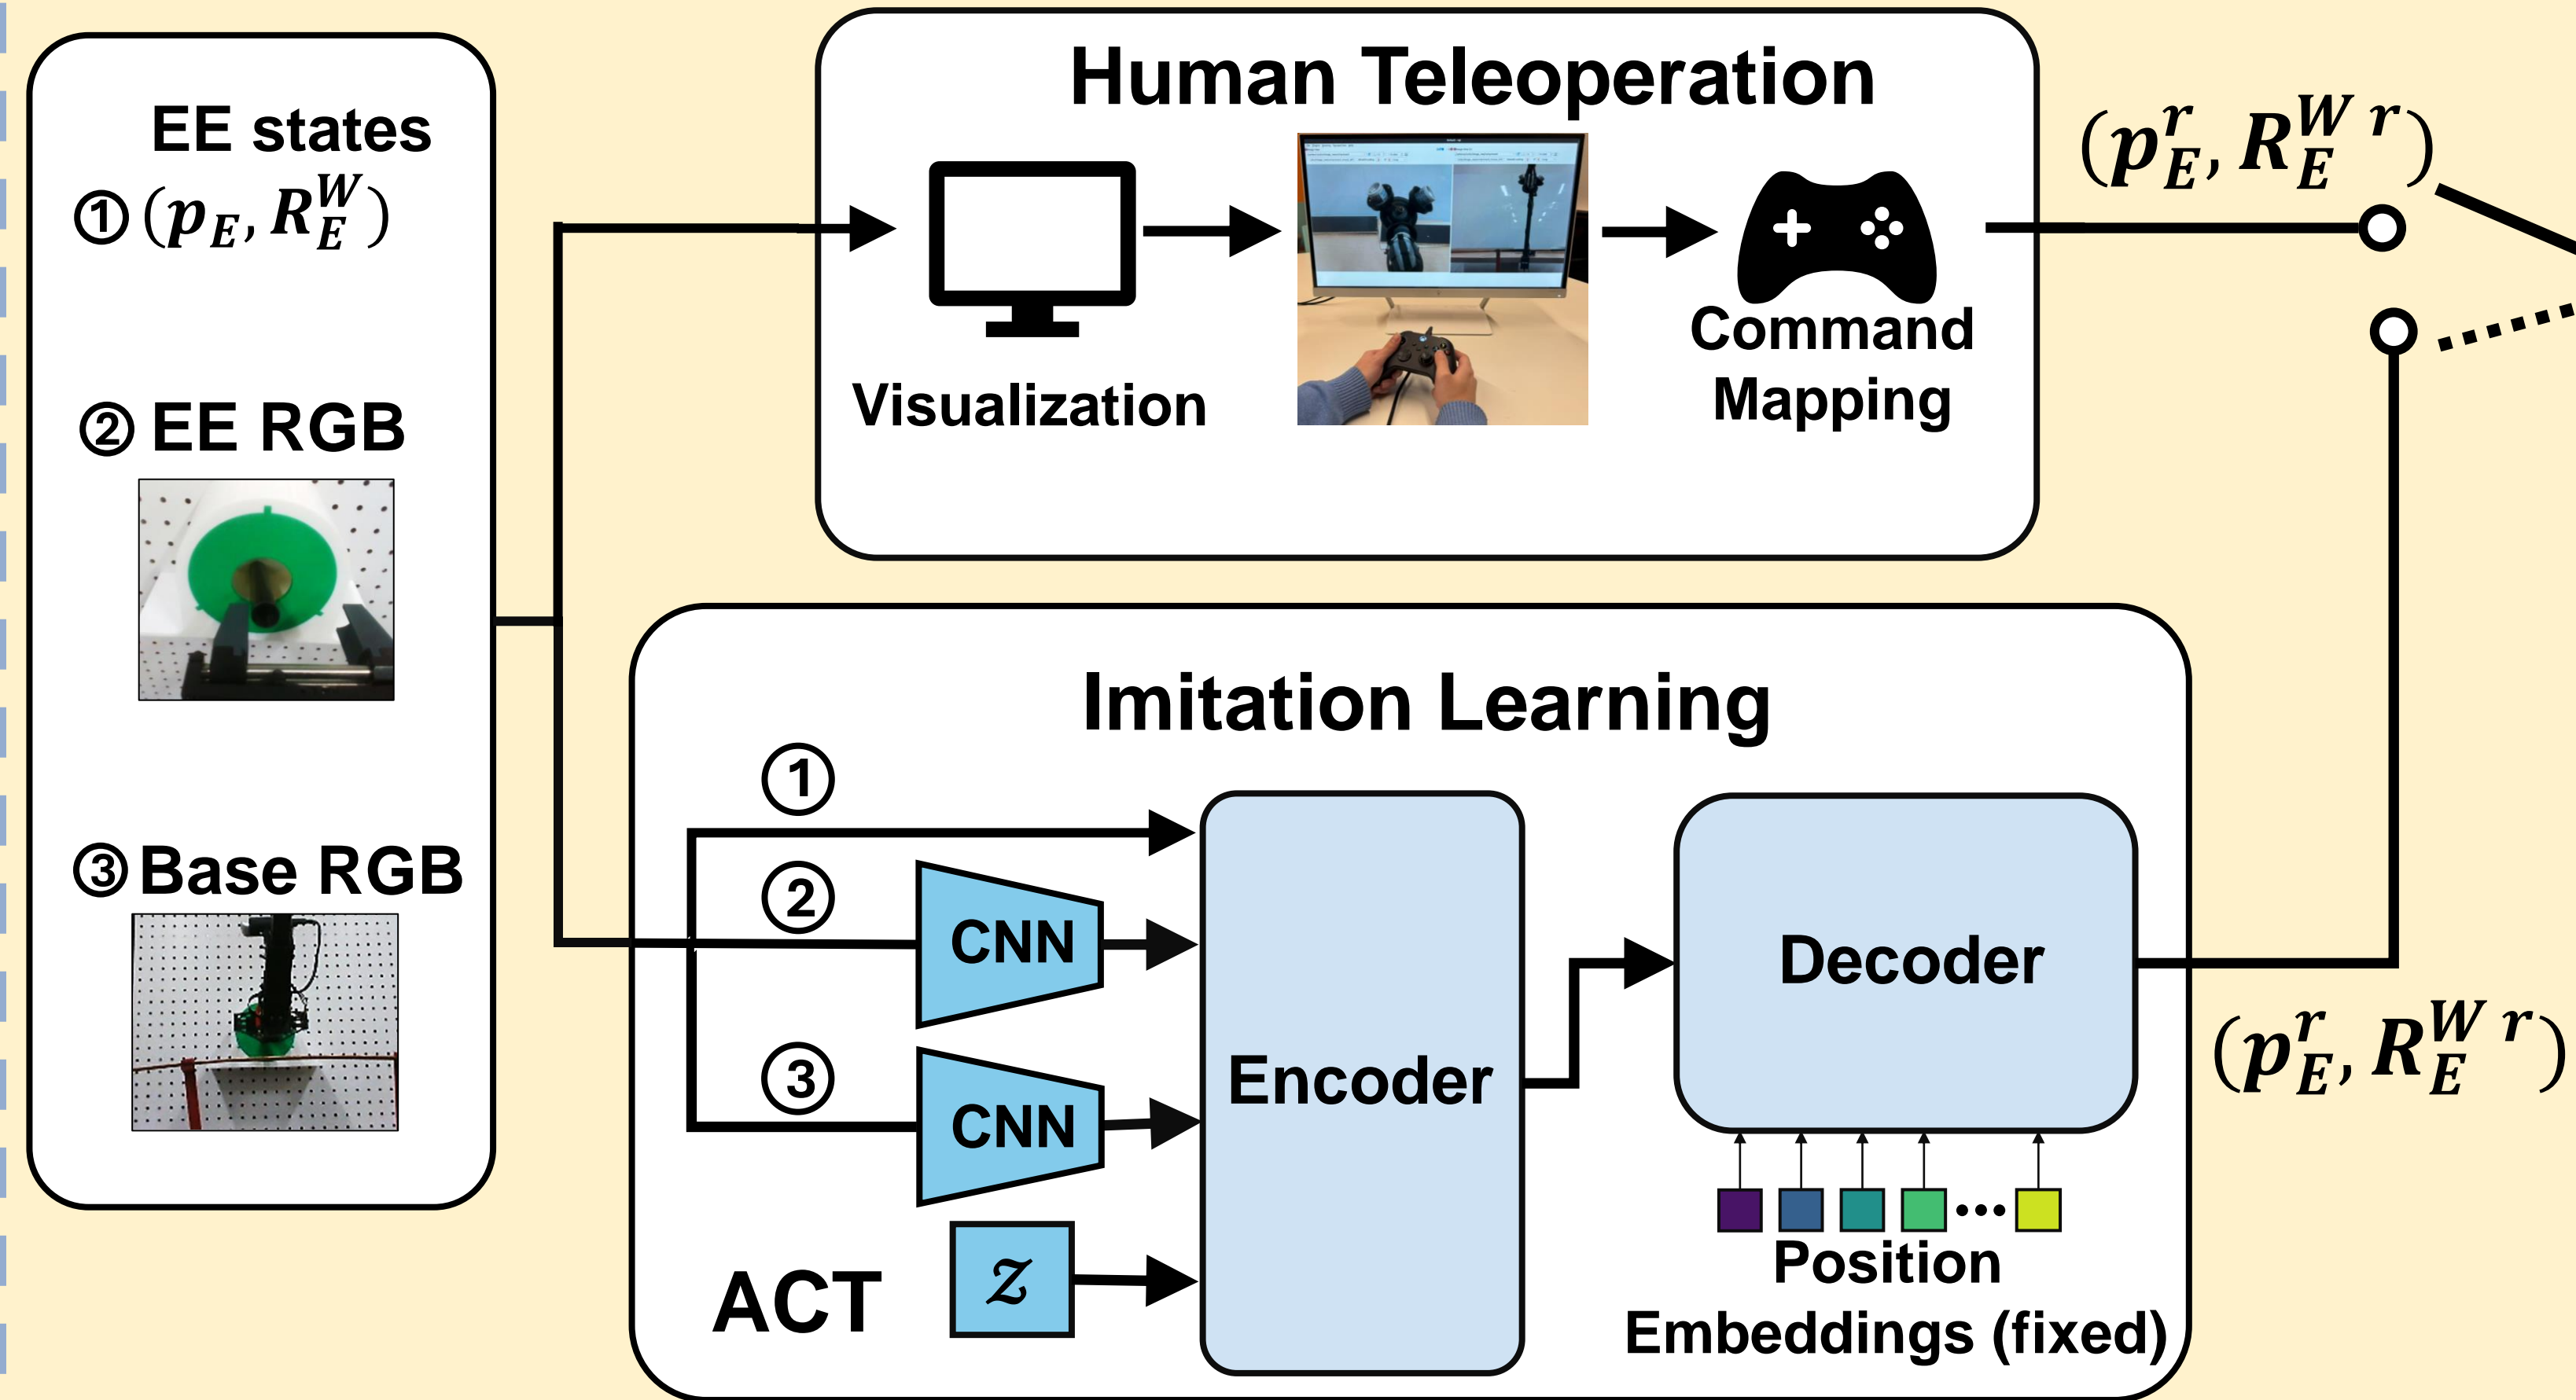 EE states
① (p_E, R_E^W)
② EE RGB
③ Base RGB
Human Teleoperation
Visualization
Command
Mapping
(p_E^r, R_E^{W r})
Imitation Learning
①
②
CNN
③
CNN
𝓏
ACT
Encoder
Decoder
Position
Embeddings (fixed)
(p_E^r, R_E^{W r})